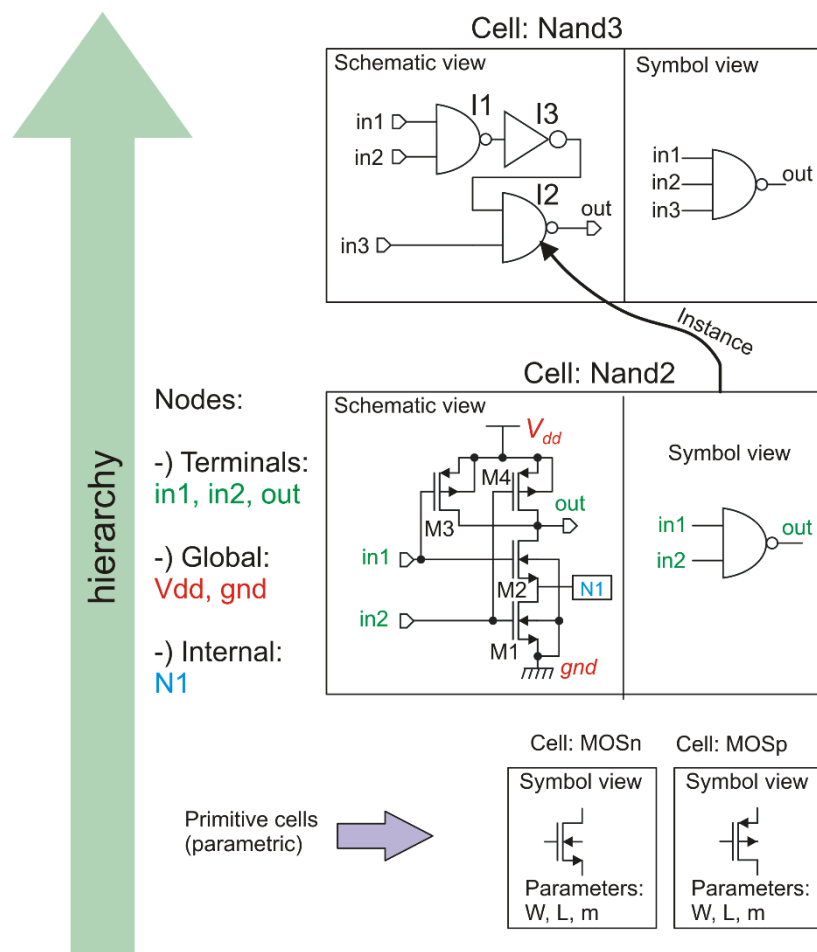 Cell: Nand3
Schematic view
Symbol view
I1
I3
in1
in2
I2
out
in3
in1
in2
in3
out
Instance
Cell: Nand2
Schematic view
Symbol view
Vdd
M4
M3
out
in1
M2
N1
in2
M1
gnd
in1
in2
out
hierarchy
Nodes:
-) Terminals:
in1, in2, out
-) Global:
Vdd, gnd
-) Internal:
N1
Cell: MOSn
Cell: MOSp
Primitive cells
(parametric)
Symbol view
Parameters:
W, L, m
Symbol view
Parameters:
W, L, m